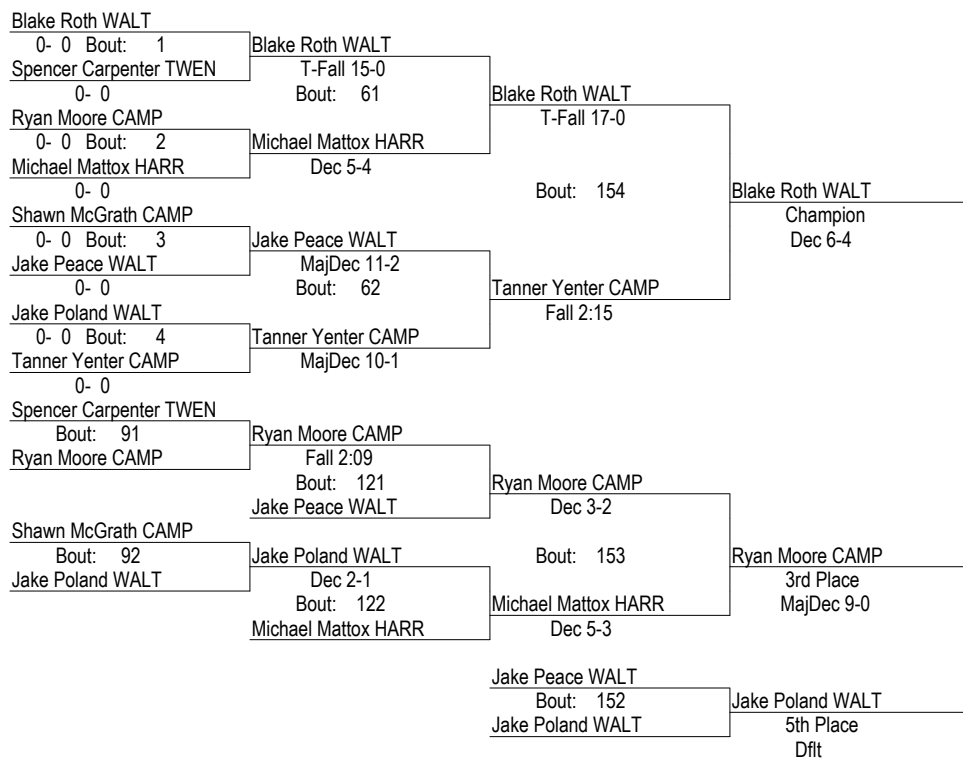 Blake Roth WALT
0- 0 Bout: 1
Spencer Carpenter TWEN
0- 0
Ryan Moore CAMP
0- 0 Bout: 2
Michael Mattox HARR
0- 0
Shawn McGrath CAMP
0- 0 Bout: 3
Jake Peace WALT
0- 0
Jake Poland WALT
0- 0 Bout: 4
Tanner Yenter CAMP
0- 0
Blake Roth WALT
T-Fall 15-0
Bout: 61
Michael Mattox HARR
Dec 5-4
Jake Peace WALT
MajDec 11-2
Bout: 62
Tanner Yenter CAMP
MajDec 10-1
Blake Roth WALT
T-Fall 17-0
Bout: 154
Tanner Yenter CAMP
Fall 2:15
Blake Roth WALT
Champion
Dec 6-4
Spencer Carpenter TWEN
Bout: 91
Ryan Moore CAMP
Shawn McGrath CAMP
Bout: 92
Jake Poland WALT
Ryan Moore CAMP
Fall 2:09
Bout: 121
Jake Peace WALT
Jake Poland WALT
Dec 2-1
Bout: 122
Michael Mattox HARR
Ryan Moore CAMP
Dec 3-2
Bout: 153
Michael Mattox HARR
Dec 5-3
Ryan Moore CAMP
3rd Place
MajDec 9-0
Jake Peace WALT
Bout: 152
Jake Poland WALT
Jake Poland WALT
5th Place
Dflt